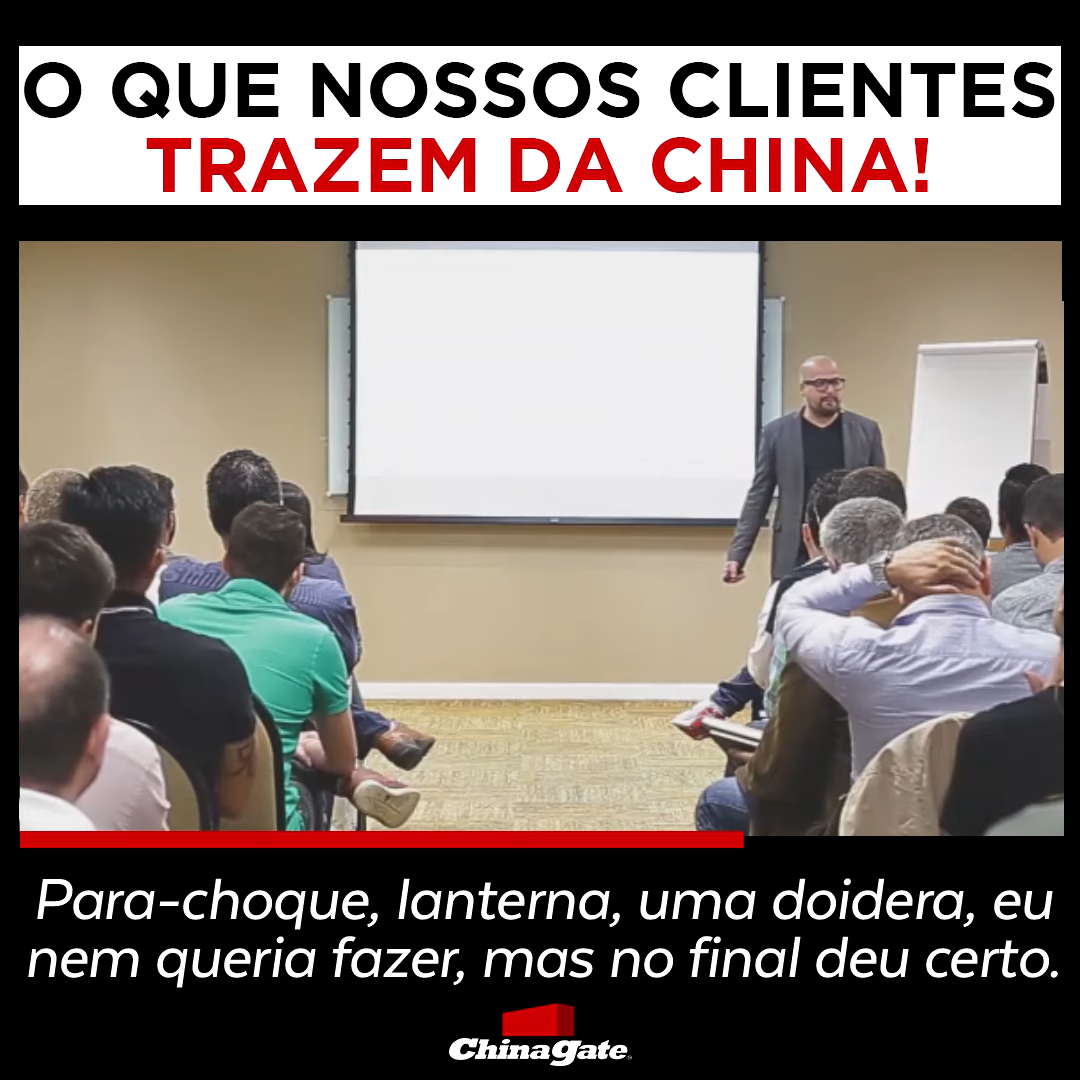 O QUE NOSSOS CLIENTES
TRAZEM DA CHINA!
Para-choque, lanterna, uma doidera, eu
nem queria fazer, mas no final deu certo.
Chinagate